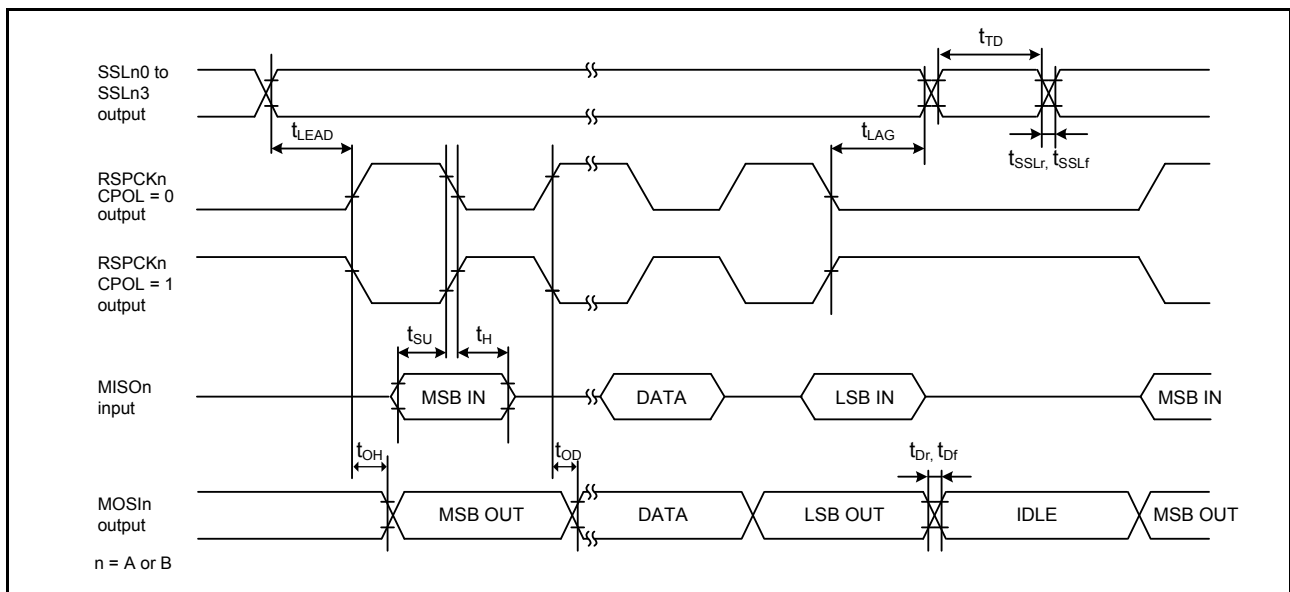 t_TD
SSLn0 to
SSLn3
output
t_LEAD
t_LAG
t_SSLr, t_SSLf
RSPCKn
CPOL = 0
output
RSPCKn
CPOL = 1
output
t_SU
t_H
MISOn
input
MSB IN
DATA
LSB IN
MSB IN
t_OH
t_OD
t_Dr, t_Df
MOSIn
output
MSB OUT
DATA
LSB OUT
IDLE
MSB OUT
n = A or B